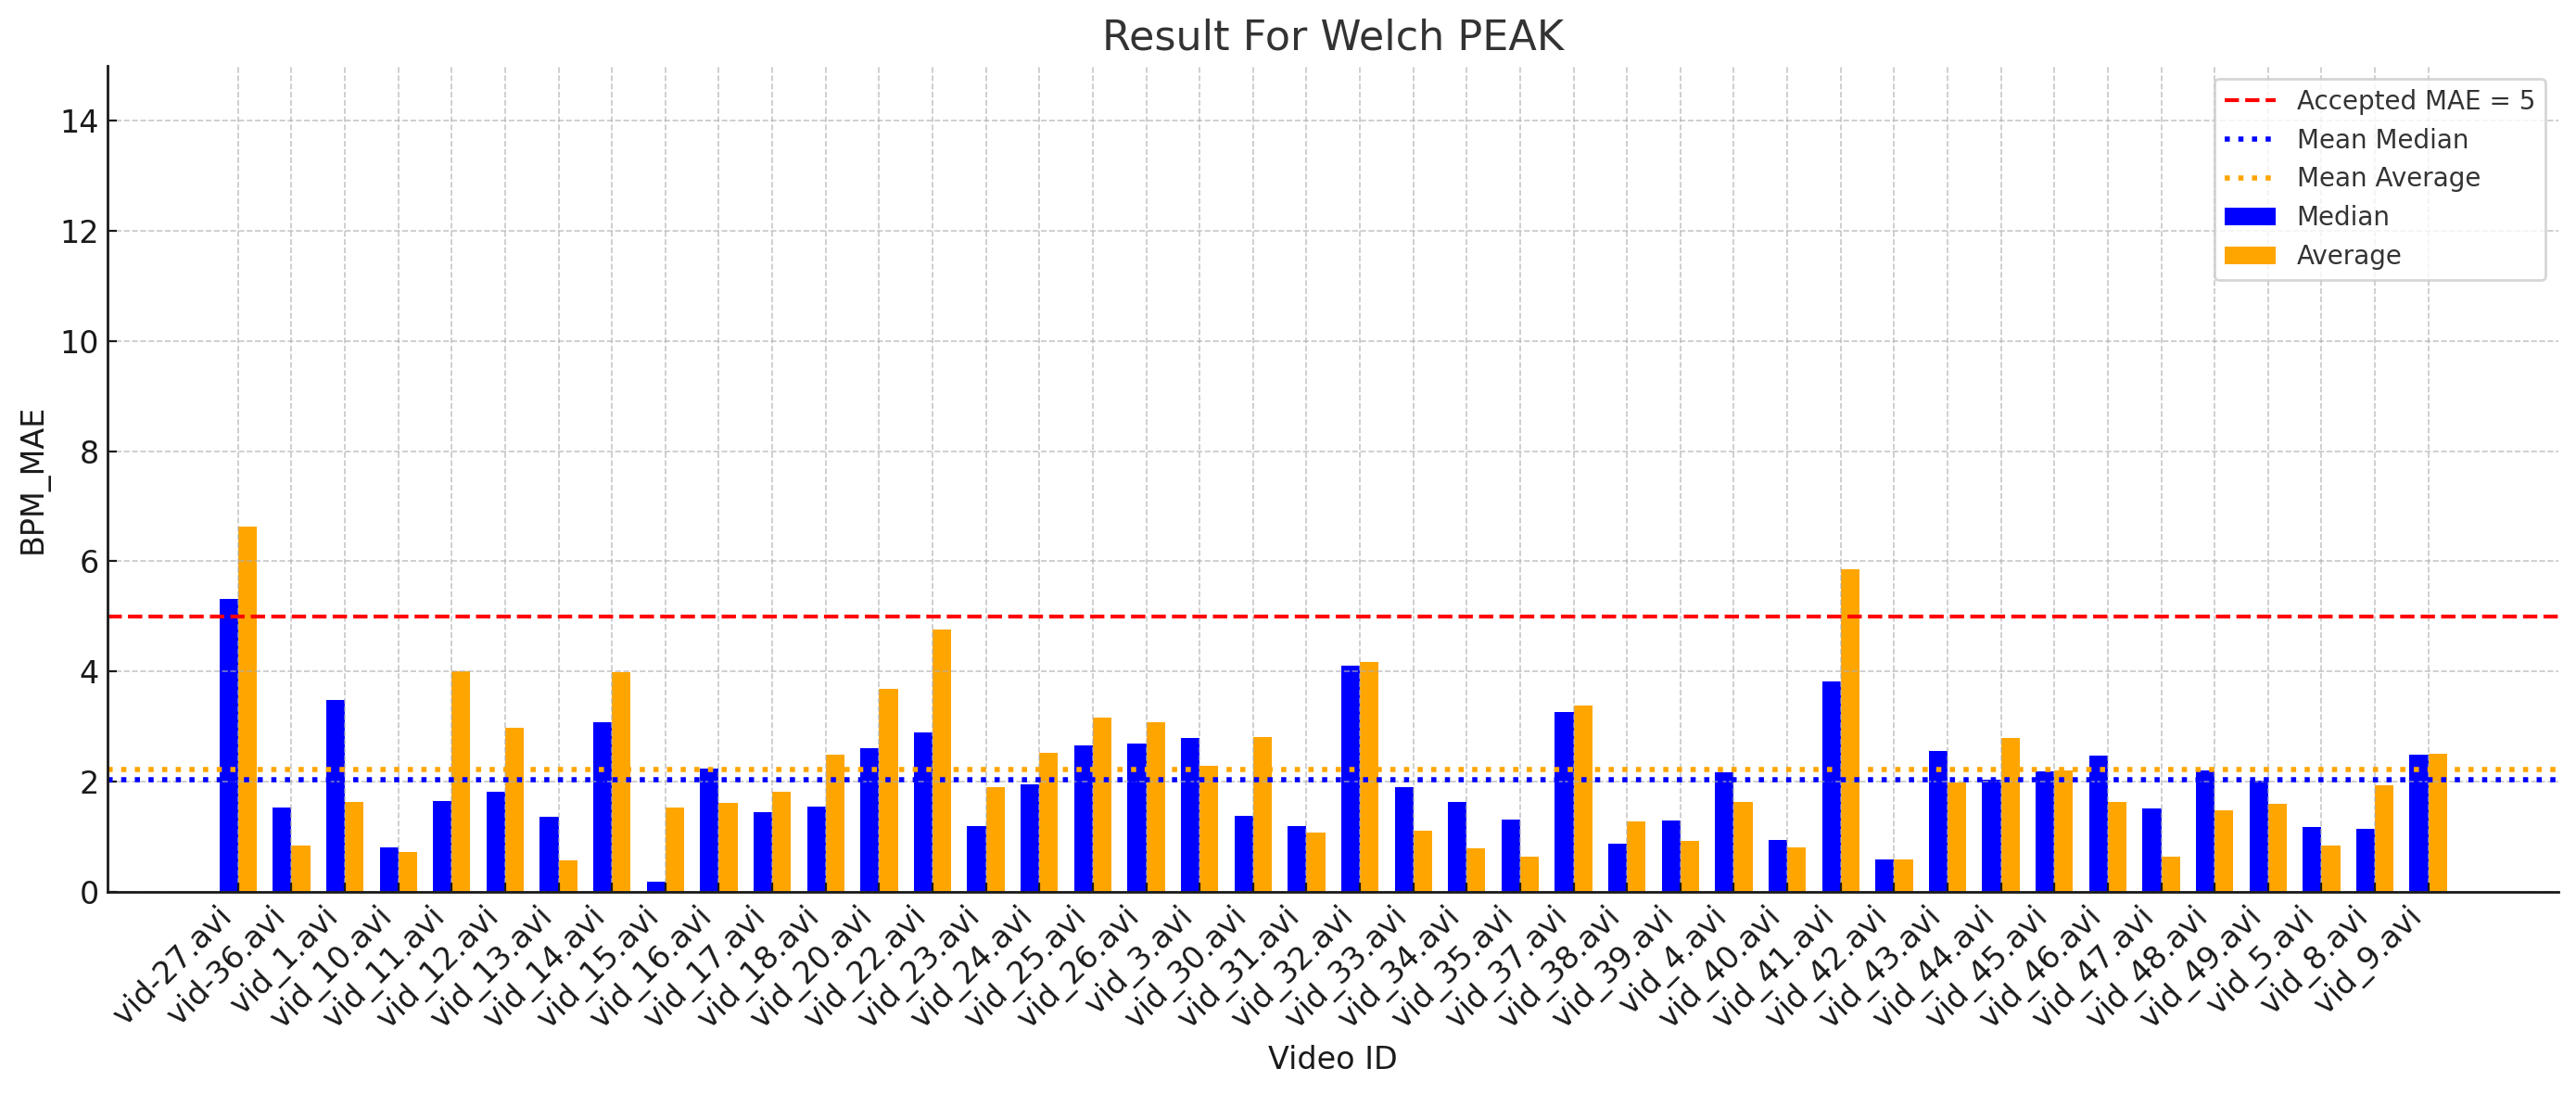 Result For Welch PEAK
14
12
10
8
6
4
2
0
BPM_MAE
Accepted MAE = 5
Mean Median
Mean Average
Median
Average
vid-27.avi
vid-36.avi
vid_1.avi
vid_10.avi
vid_11.avi
vid_12.avi
vid_13.avi
vid_14.avi
vid_15.avi
vid_16.avi
vid_17.avi
vid_18.avi
vid_20.avi
vid_22.avi
vid_23.avi
vid_24.avi
vid_25.avi
vid_26.avi
vid_3.avi
vid_30.avi
vid_31.avi
vid_32.avi
vid_33.avi
vid_34.avi
vid_35.avi
vid_37.avi
vid_38.avi
vid_39.avi
vid_4.avi
vid_40.avi
vid_41.avi
vid_42.avi
vid_43.avi
vid_44.avi
vid_45.avi
vid_46.avi
vid_47.avi
vid_48.avi
vid_49.avi
vid_5.avi
vid_8.avi
vid_9.avi
Video ID